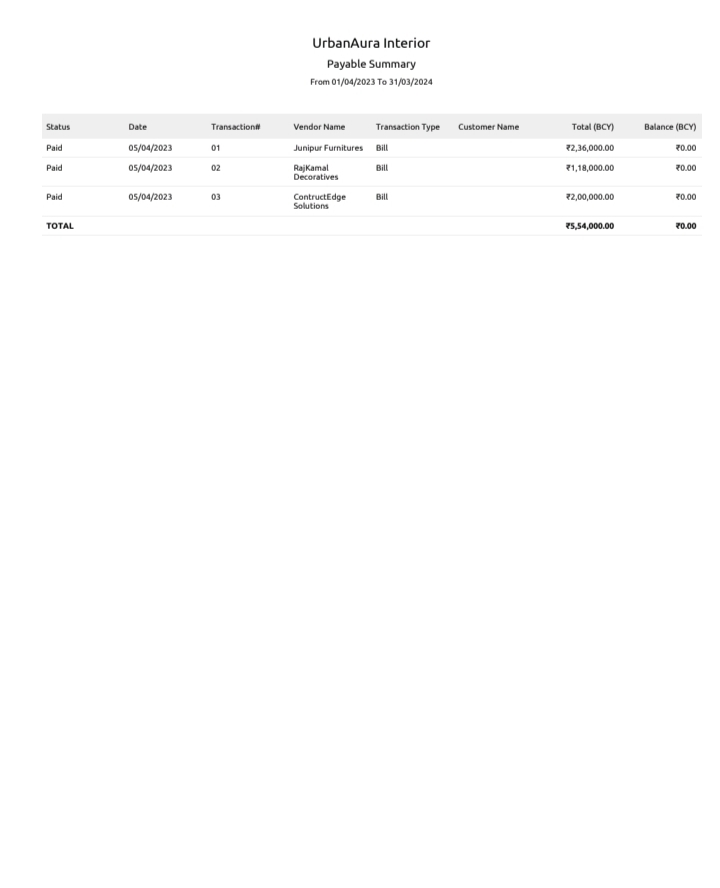 UrbanAura Interior
Payable Summary
From 01/04/2023 To 31/03/2024
Status Date Transaction# Vendor Name Transaction Type Customer Name Total (BCY) Balance (BCY)
Paid 05/04/2023 01 Junipur Furnitures Bill ₹2,36,000.00 ₹0.00
Paid 05/04/2023 02 RajKamal Bill ₹1,18,000.00 ₹0.00
Decoratives
Paid 05/04/2023 03 ContructEdge Bill ₹2,00,000.00 ₹0.00
Solutions
TOTAL ₹5,54,000.00 ₹0.00